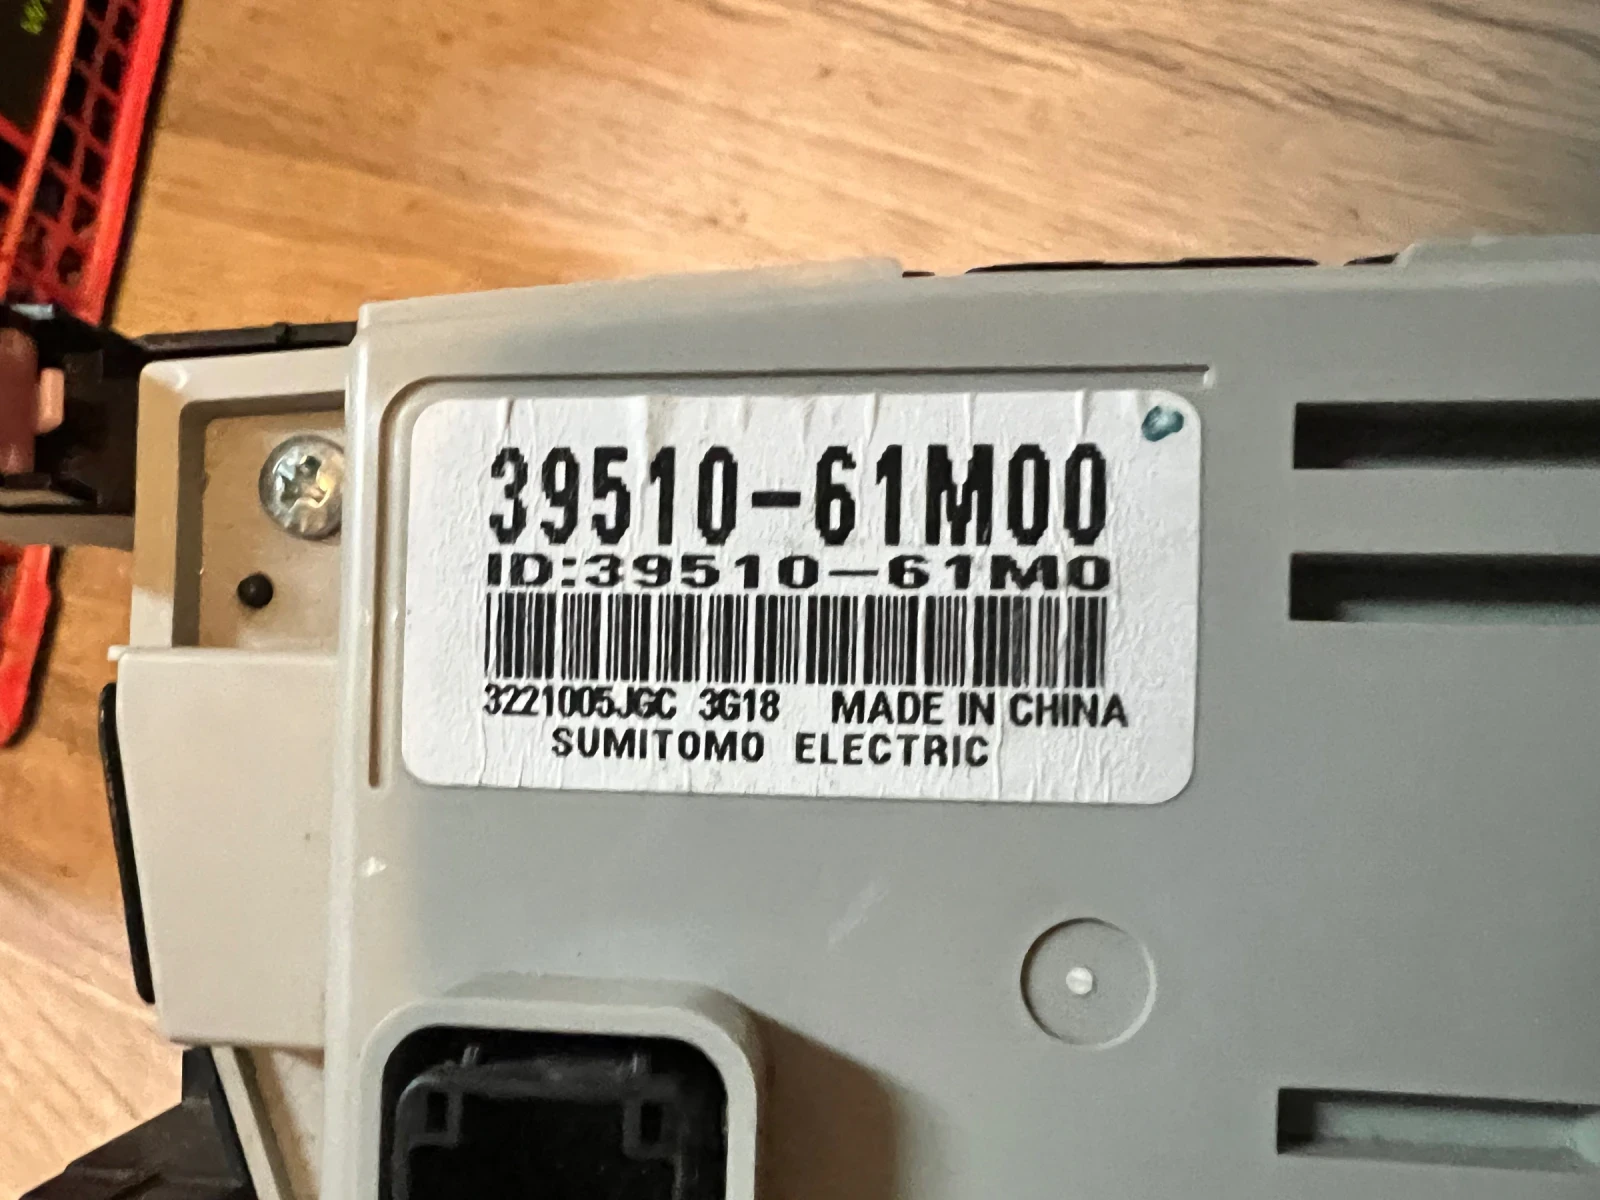 39510-61M00
ID:39510-61M0
3221005JGC 3G18 MADE IN CHINA
SUMITOMO ELECTRIC